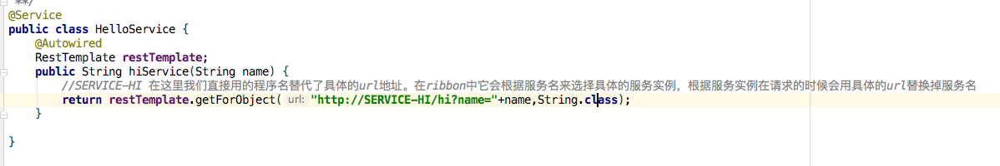 **/
@Service
public class HelloService {
@Autowired
RestTemplate restTemplate;
public String hiService(String name) {
//SERVICE-HI 在这里我们直接用的程序名替代了具体的url地址。在ribbon中它会根据服务名来选择具体的服务实例，根据服务实例在请求的时候会用具体的url替换掉服务名
return restTemplate.getForObject( url: "http://SERVICE-HI/hi?name="+name,String.class);
}
}